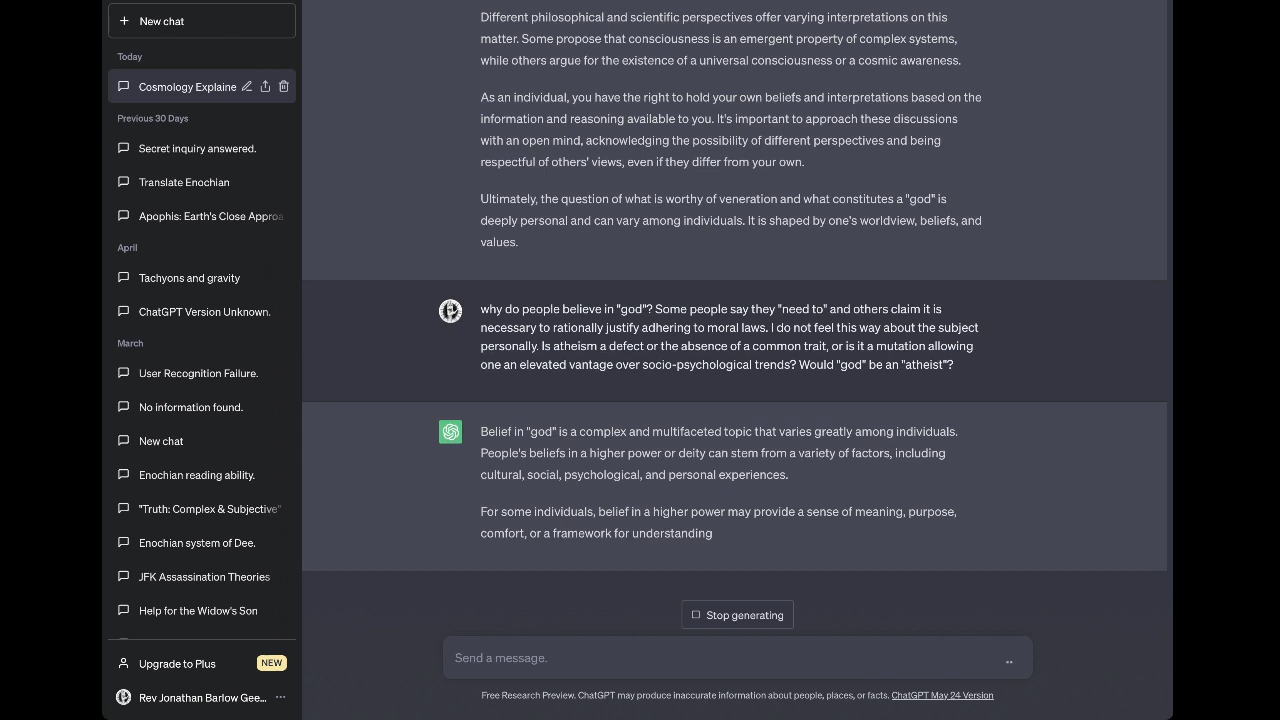 New chat
Today
Cosmology Explaine
Previous 30 Days
Secret inquiry answered.
Translate Enochian
Apophis: Earth's Close Approa
April
Tachyons and gravity
ChatGPT Version Unknown.
March
User Recognition Failure.
No information found.
New chat
Enochian reading ability.
"Truth: Complex & Subjective"
Enochian system of Dee.
JFK Assassination Theories
Help for the Widow's Son
Upgrade to Plus
NEW
Rev Jonathan Barlow Gee...
Different philosophical and scientific perspectives offer varying interpretations on this
matter. Some propose that consciousness is an emergent property of complex systems,
while others argue for the existence of a universal consciousness or a cosmic awareness.
As an individual, you have the right to hold your own beliefs and interpretations based on the
information and reasoning available to you. It's important to approach these discussions
with an open mind, acknowledging the possibility of different perspectives and being
respectful of others' views, even if they differ from your own.
Ultimately, the question of what is worthy of veneration and what constitutes a "god" is
deeply personal and can vary among individuals. It is shaped by one's worldview, beliefs, and
values.
why do people believe in "god"? Some people say they "need to" and others claim it is
necessary to rationally justify adhering to moral laws. I do not feel this way about the subject
personally. Is atheism a defect or the absence of a common trait, or is it a mutation allowing
one an elevated vantage over socio-psychological trends? Would "god" be an "atheist"?
Belief in "god" is a complex and multifaceted topic that varies greatly among individuals.
People's beliefs in a higher power or deity can stem from a variety of factors, including
cultural, social, psychological, and personal experiences.
For some individuals, belief in a higher power may provide a sense of meaning, purpose,
comfort, or a framework for understanding
Stop generating
Send a message.
Free Research Preview. ChatGPT may produce inaccurate information about people, places, or facts. ChatGPT May 24 Version